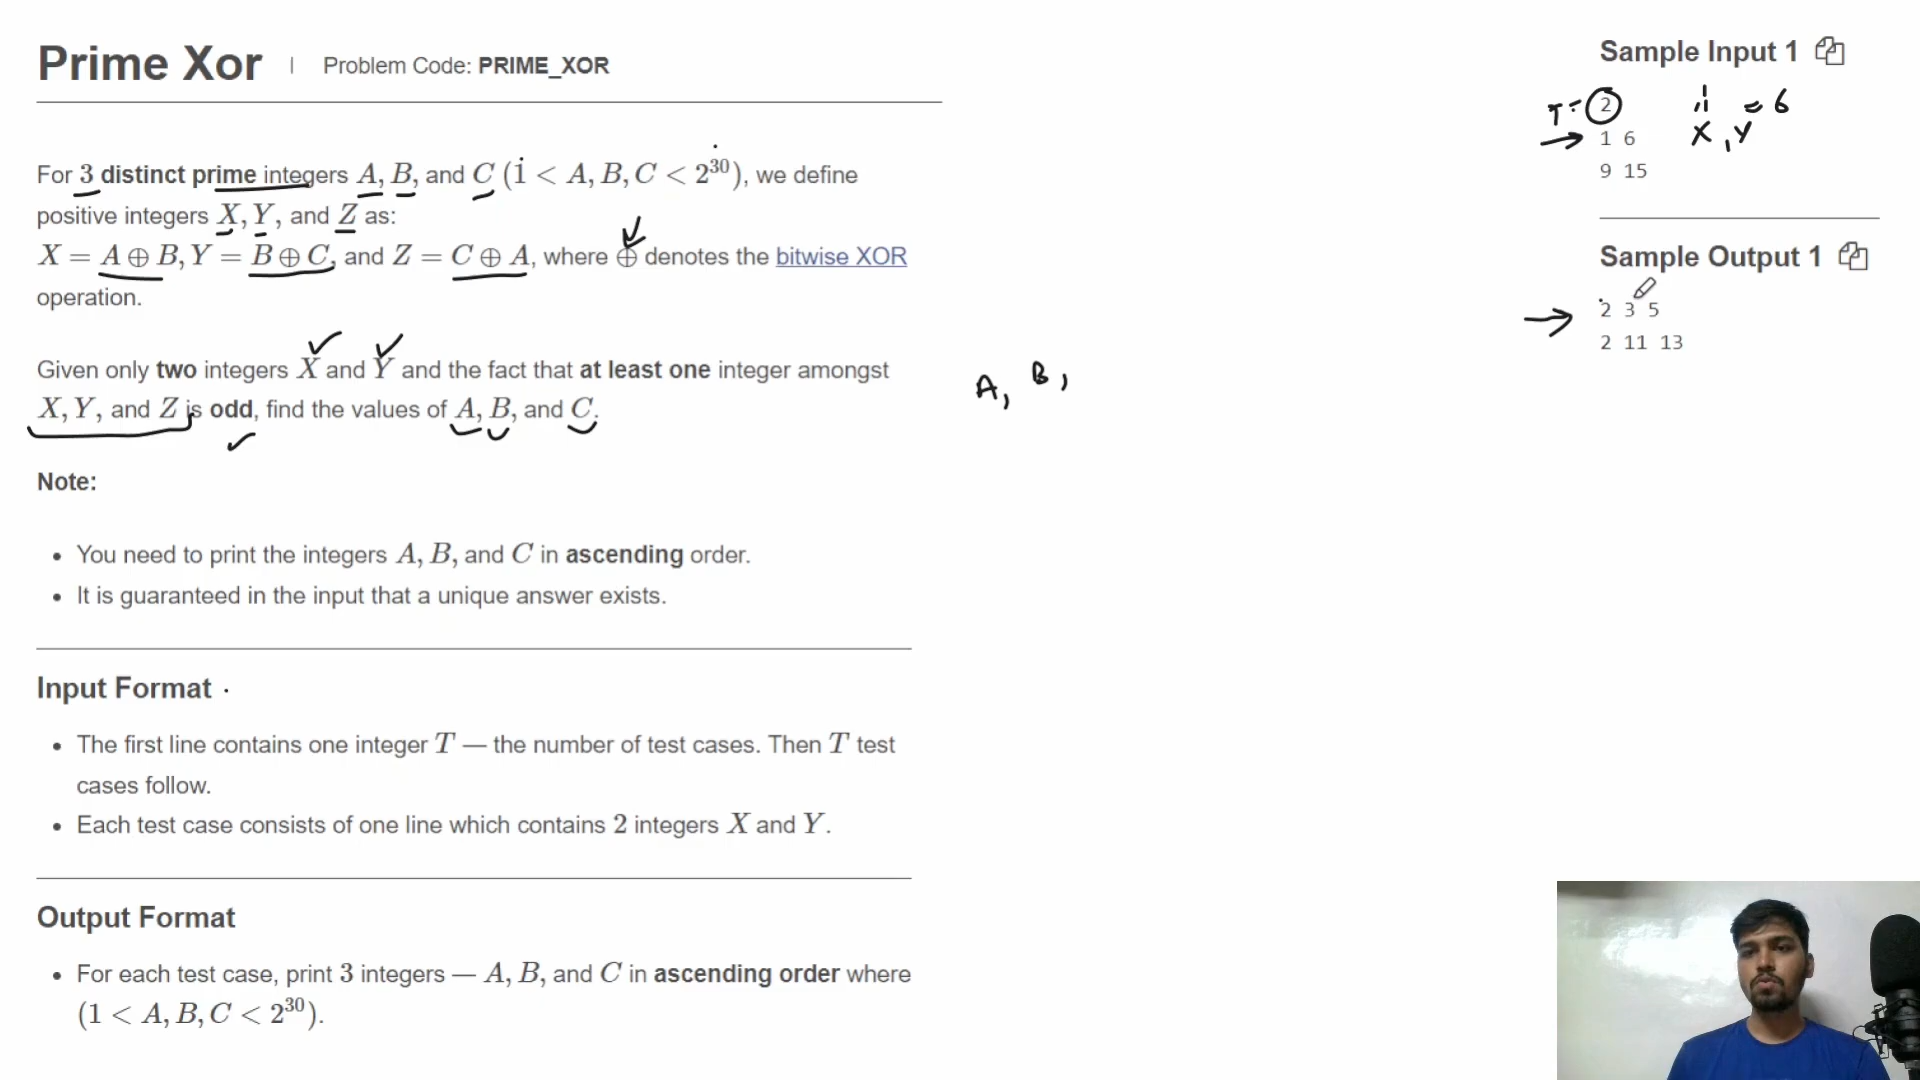 Prime Xor | Problem Code: PRIME_XOR
For 3 distinct prime integers A, B, and C (1 < A, B, C < 2^30), we define
positive integers X, Y, and Z as:
X = A ⊕ B, Y = B ⊕ C, and Z = C ⊕ A, where ⊕ denotes the bitwise XOR
operation.
Given only two integers X and Y and the fact that at least one integer amongst
X, Y, and Z is odd, find the values of A, B, and C.
Note:
• You need to print the integers A, B, and C in ascending order.
• It is guaranteed in the input that a unique answer exists.
Input Format
• The first line contains one integer T — the number of test cases. Then T test
cases follow.
• Each test case consists of one line which contains 2 integers X and Y.
Output Format
• For each test case, print 3 integers — A, B, and C in ascending order where
(1 < A, B, C < 2^30).
A, B,
Sample Input 1
T = 2
1 6
9 15
= 6
X, Y
Sample Output 1
2 3 5
2 11 13